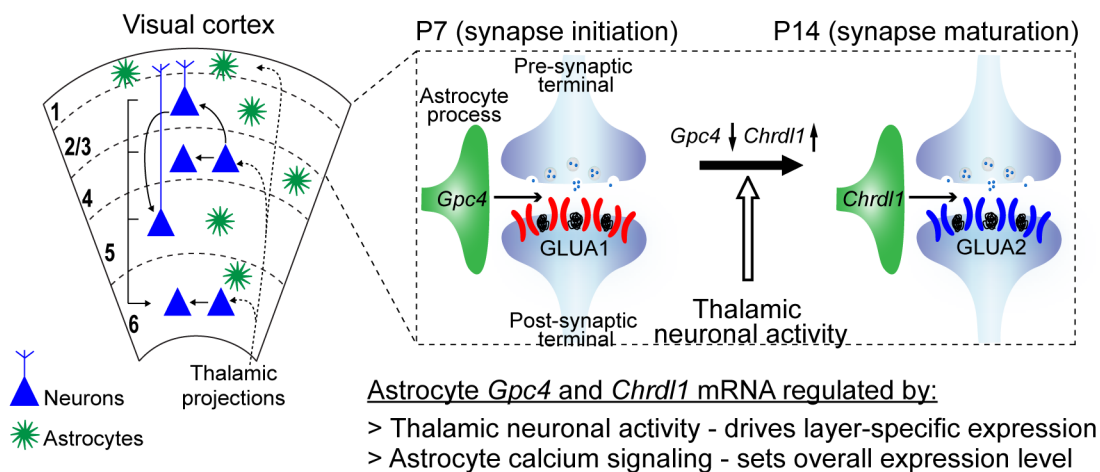 Visual cortex
1
2/3
4
5
6
Thalamic
projections
Neurons
Astrocytes
P7 (synapse initiation)
P14 (synapse maturation)
Pre-synaptic
terminal
Astrocyte
process
Gpc4
GLUA1
Post-synaptic
terminal
Gpc4 Chrdl1
Thalamic
neuronal activity
Chrdl1
GLUA2
Astrocyte Gpc4 and Chrdl1 mRNA regulated by:
> Thalamic neuronal activity - drives layer-specific expression
> Astrocyte calcium signaling - sets overall expression level